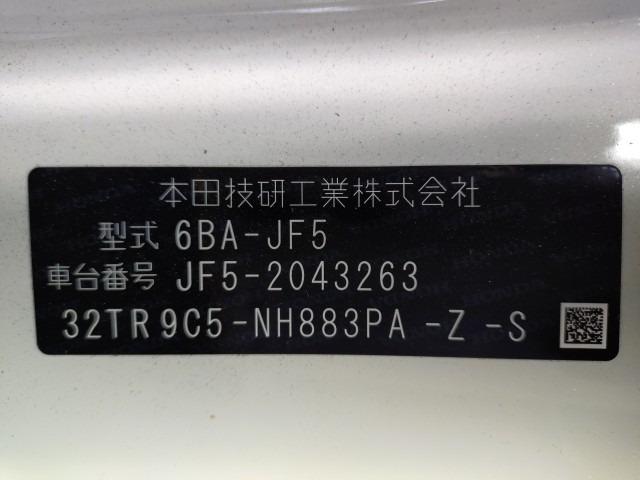 本田技研工業株式会社
型式 6BA-JF5
車台番号 JF5-2043263
32TR9C5-NH883PA -Z -S